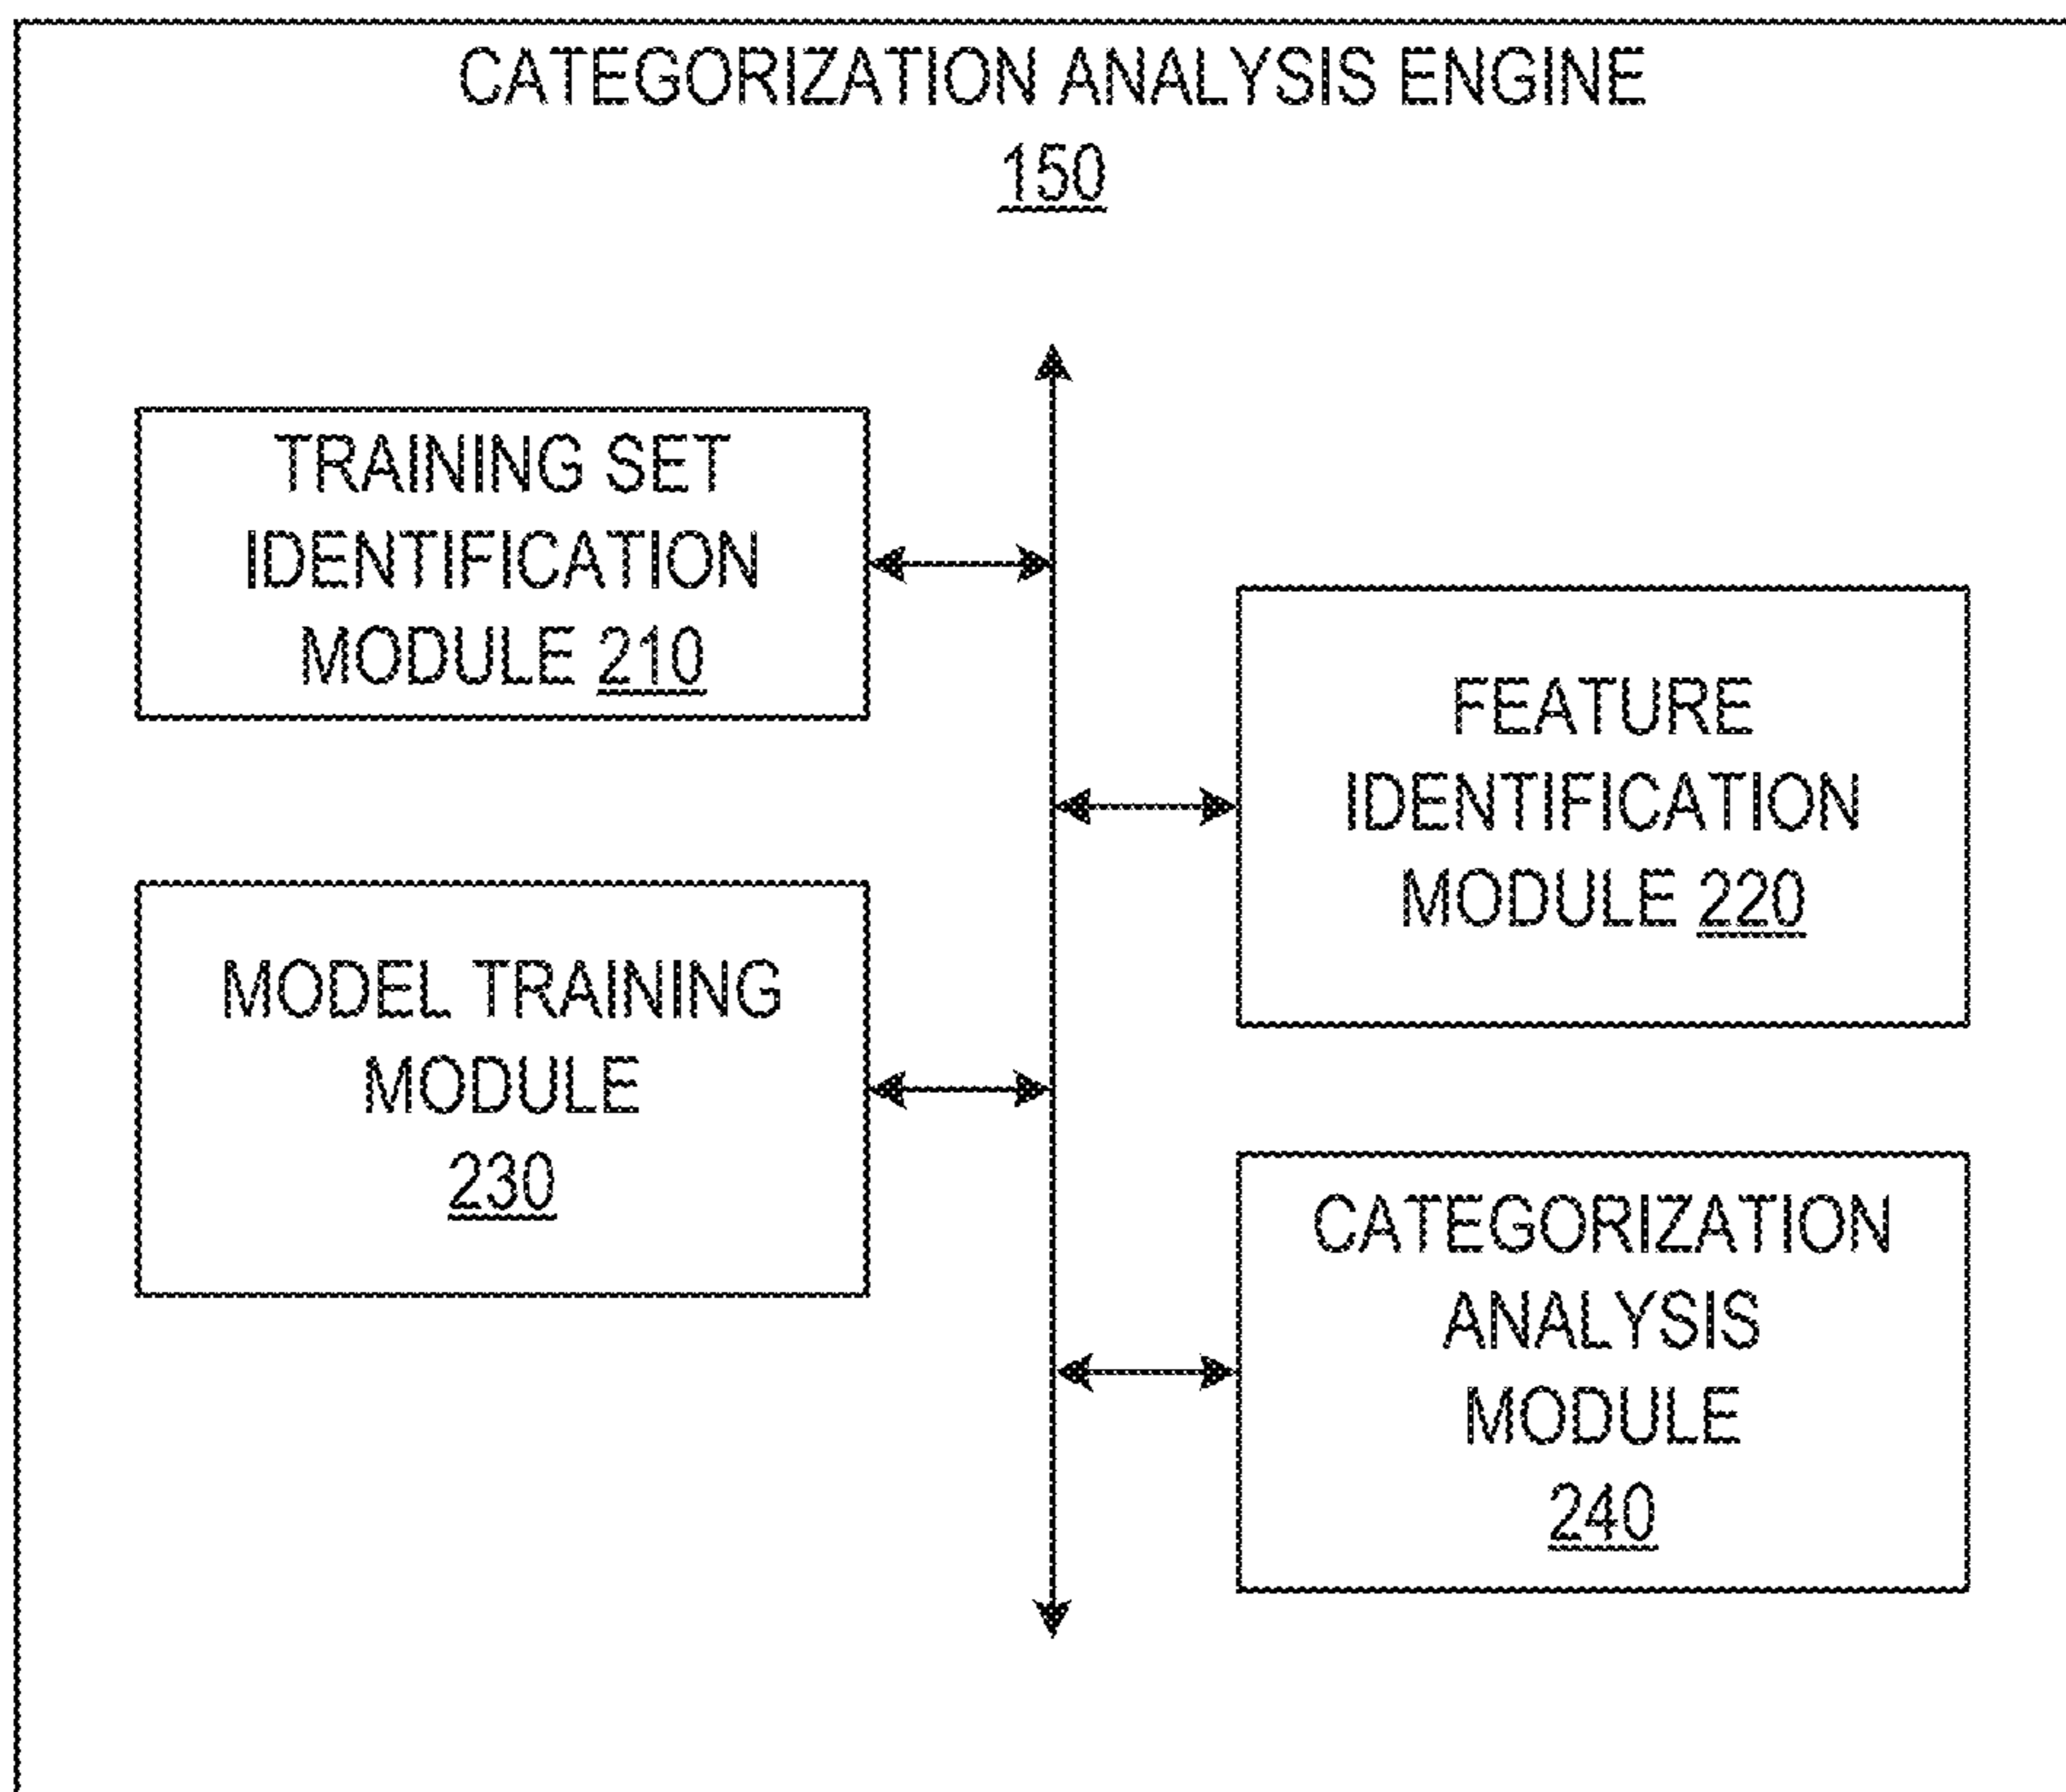 CATEGORIZATION ANALYSIS ENGINE
150
TRAINING SET
IDENTIFICATION
MODULE 210
FEATURE
IDENTIFICATION
MODULE 220
MODEL TRAINING
MODULE
230
CATEGORIZATION
ANALYSIS
MODULE
240